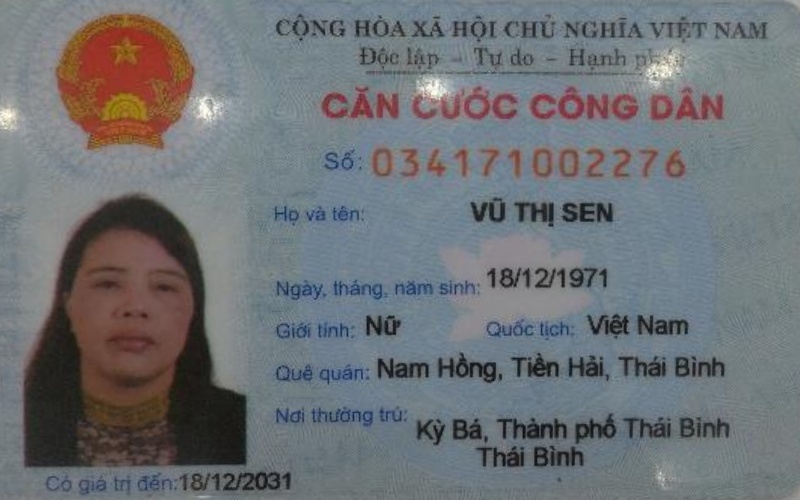 CỘNG HÒA XÃ HỘI CHỦ NGHĨA VIỆT NAM
Độc lập - Tự do - Hạnh phúc
CĂN CƯỚC CÔNG DÂN
Số: 034171002276
Họ và tên: VŨ THỊ SEN
Ngày, tháng, năm sinh: 18/12/1971
Giới tính: Nữ Quốc tịch: Việt Nam
Quê quán: Nam Hồng, Tiền Hải, Thái Bình
Nơi thường trú: Kỳ Bá, Thành phố Thái Bình
Thái Bình
Có giá trị đến: 18/12/2031